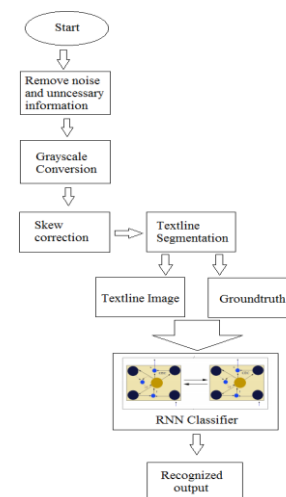 Start
Remove noise
and unncessary
information
Grayscale
Conversion
Skew
correction
Textline
Segmentation
Textline Image
Groundtruth
RNN Classifier
Recognized
output